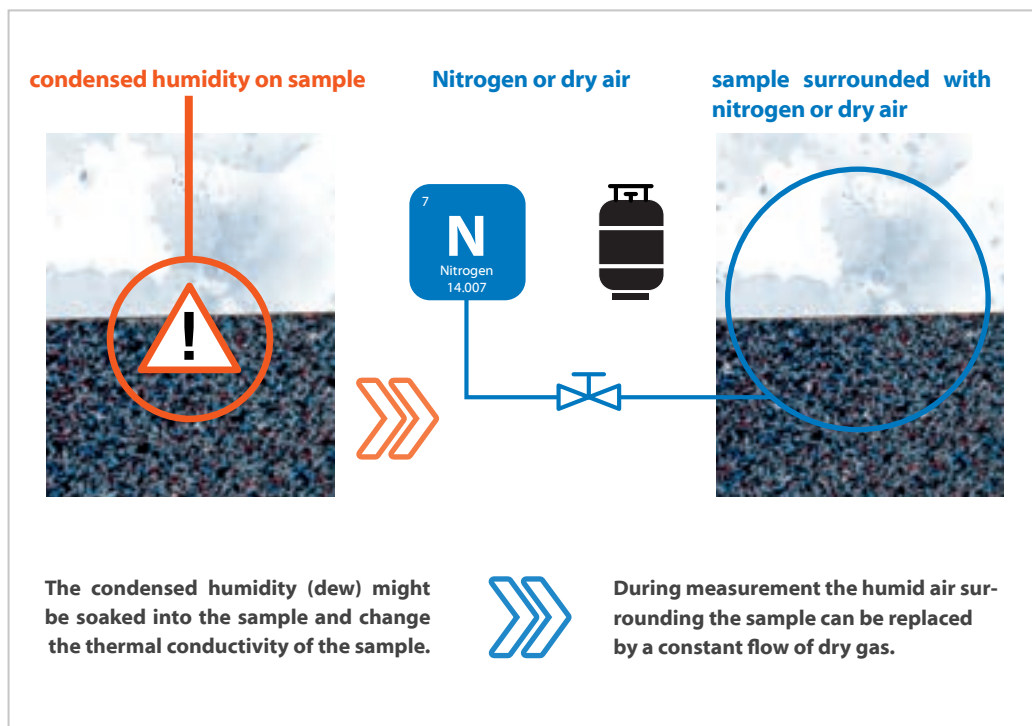 condensed humidity on sample
Nitrogen or dry air
sample surrounded with
nitrogen or dry air
7
N
Nitrogen
14.007
!
The condensed humidity (dew) might
be soaked into the sample and change
the thermal conductivity of the sample.
During measurement the humid air sur-
rounding the sample can be replaced
by a constant flow of dry gas.